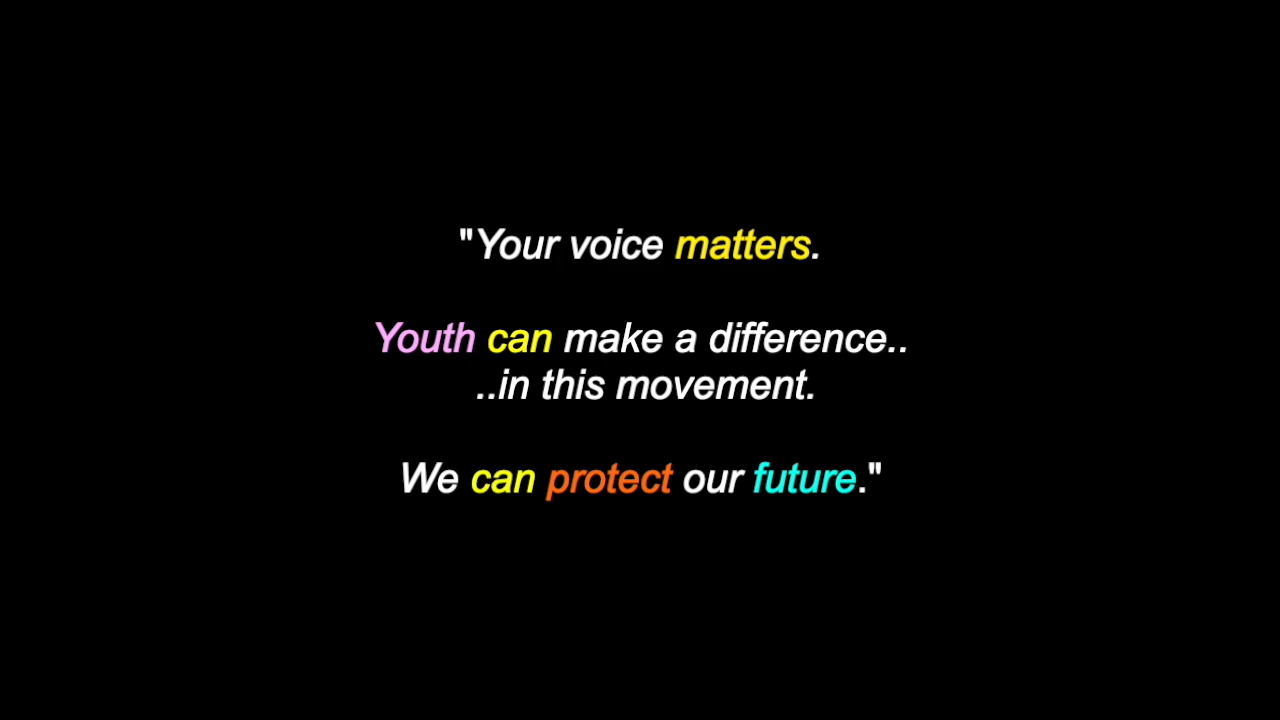 "Your voice matters.
Youth can make a difference..
..in this movement.
We can protect our future."